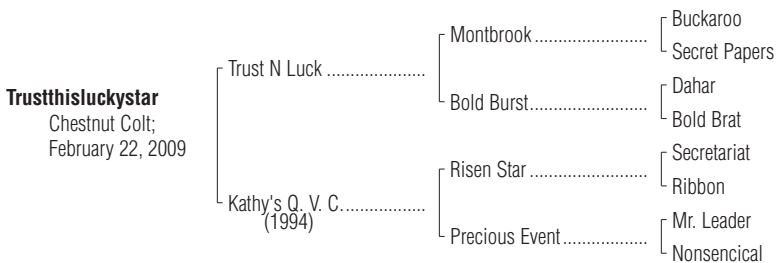 Buckaroo
Montbrook..........................
Secret Papers
Trust N Luck ......................
Dahar
Bold Burst...........................
Bold Brat
Trustthisluckystar
Chestnut Colt;
February 22, 2009
Secretariat
Risen Star ...........................
Ribbon
Kathy's Q. V. C..................
(1994)
Mr. Leader
Precious Event....................
Nonsencical